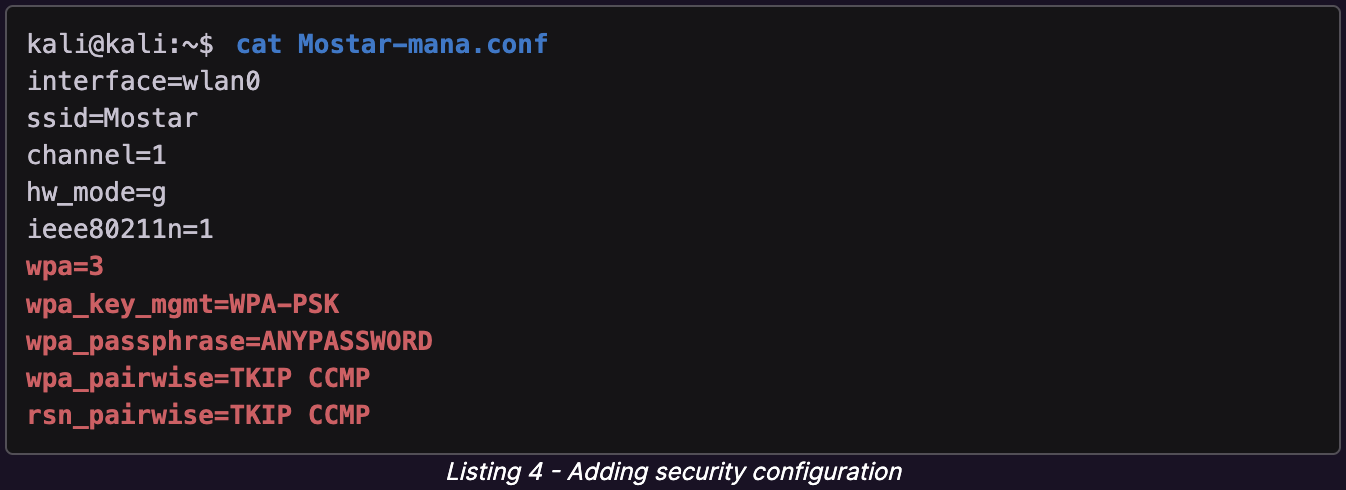 kali@kali:~$ cat Mostar-mana.conf
interface=wlan0
ssid=Mostar
channel=1
hw_mode=g
ieee80211n=1
wpa=3
wpa_key_mgmt=WPA-PSK
wpa_passphrase=ANYPASSWORD
wpa_pairwise=TKIP CCMP
rsn_pairwise=TKIP CCMP
Listing 4 - Adding security configuration